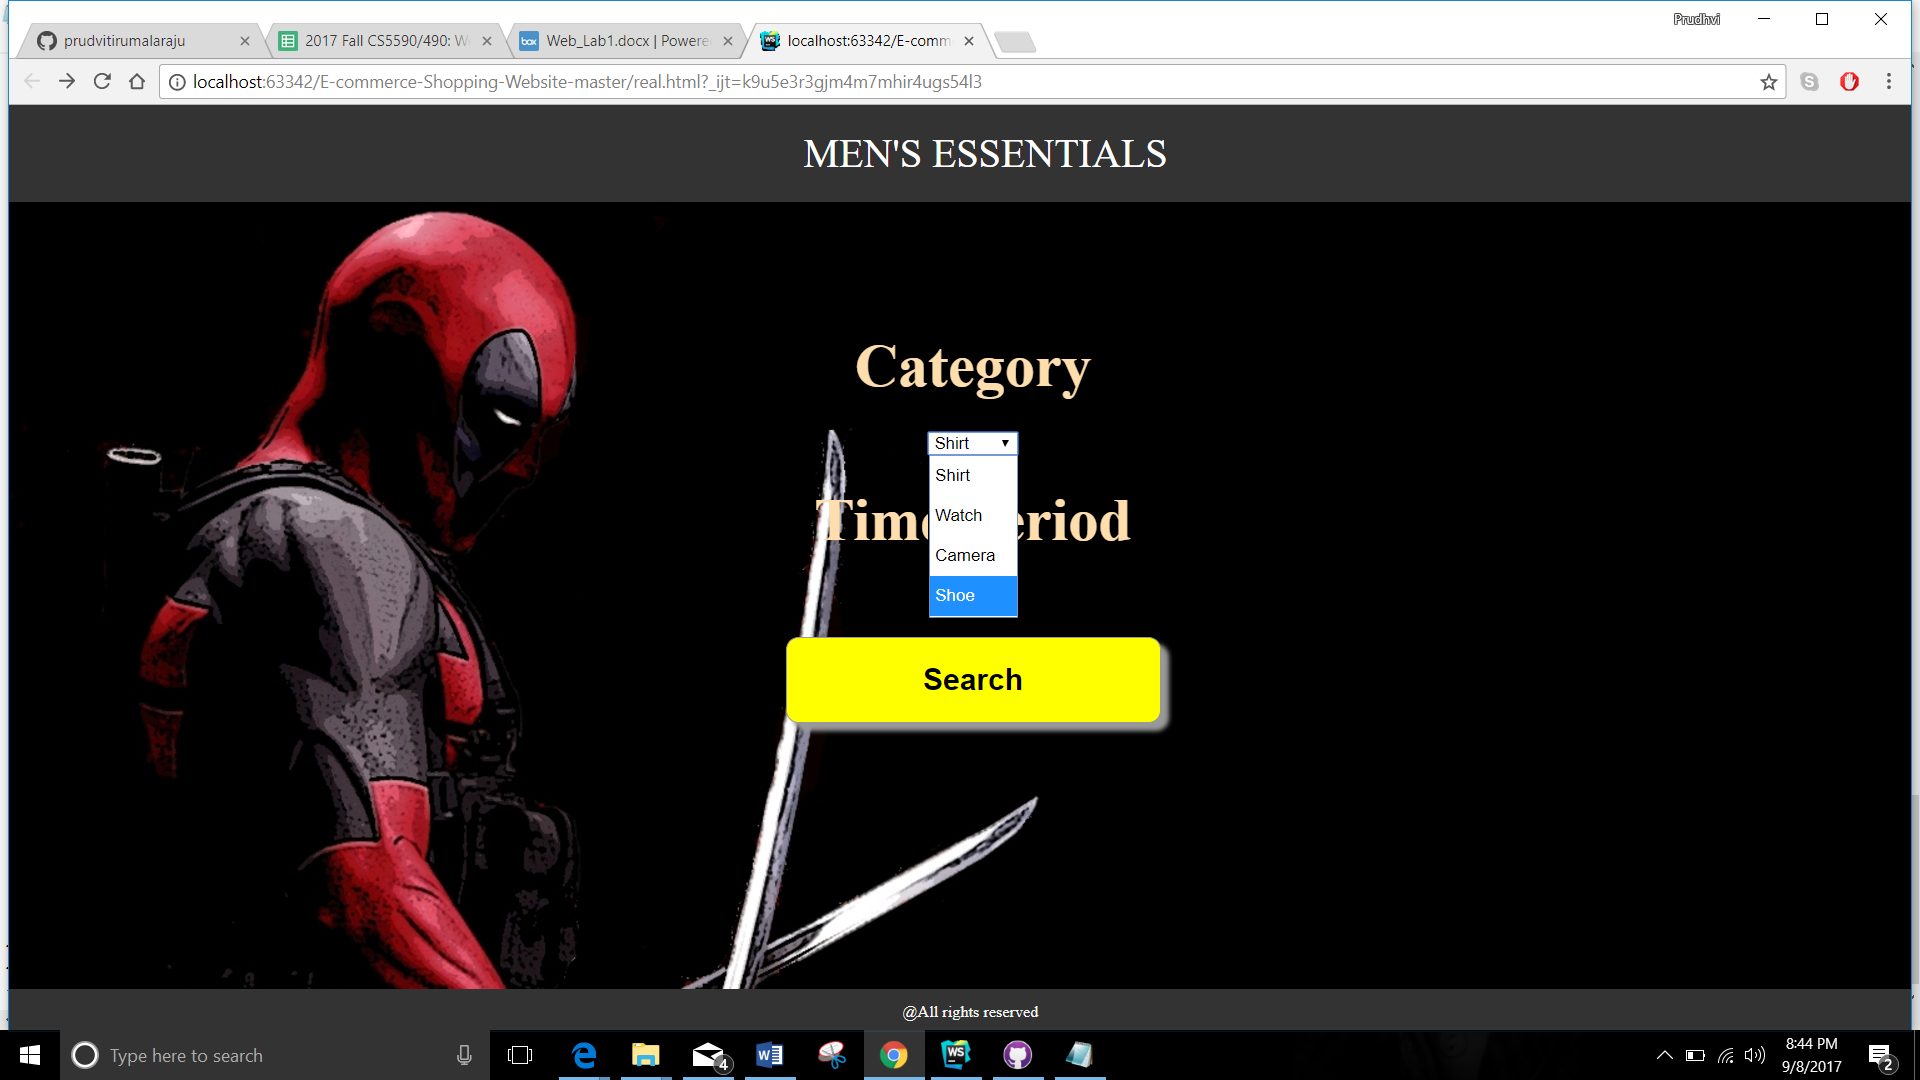 Prudhvi
prudvitirumalaraju
2017 Fall CS5590/490: We
Web_Lab1.docx | Powere
localhost:63342/E-comm
localhost:63342/E-commerce-Shopping-Website-master/real.html?_ijt=k9u5e3r3gjm4m7mhir4ugs54l3
MEN'S ESSENTIALS
Category
Shirt
Shirt
Watch
Camera
Shoe
Time eriod
Search
@All rights reserved
Type here to search
4
8:44 PM
9/8/2017
2